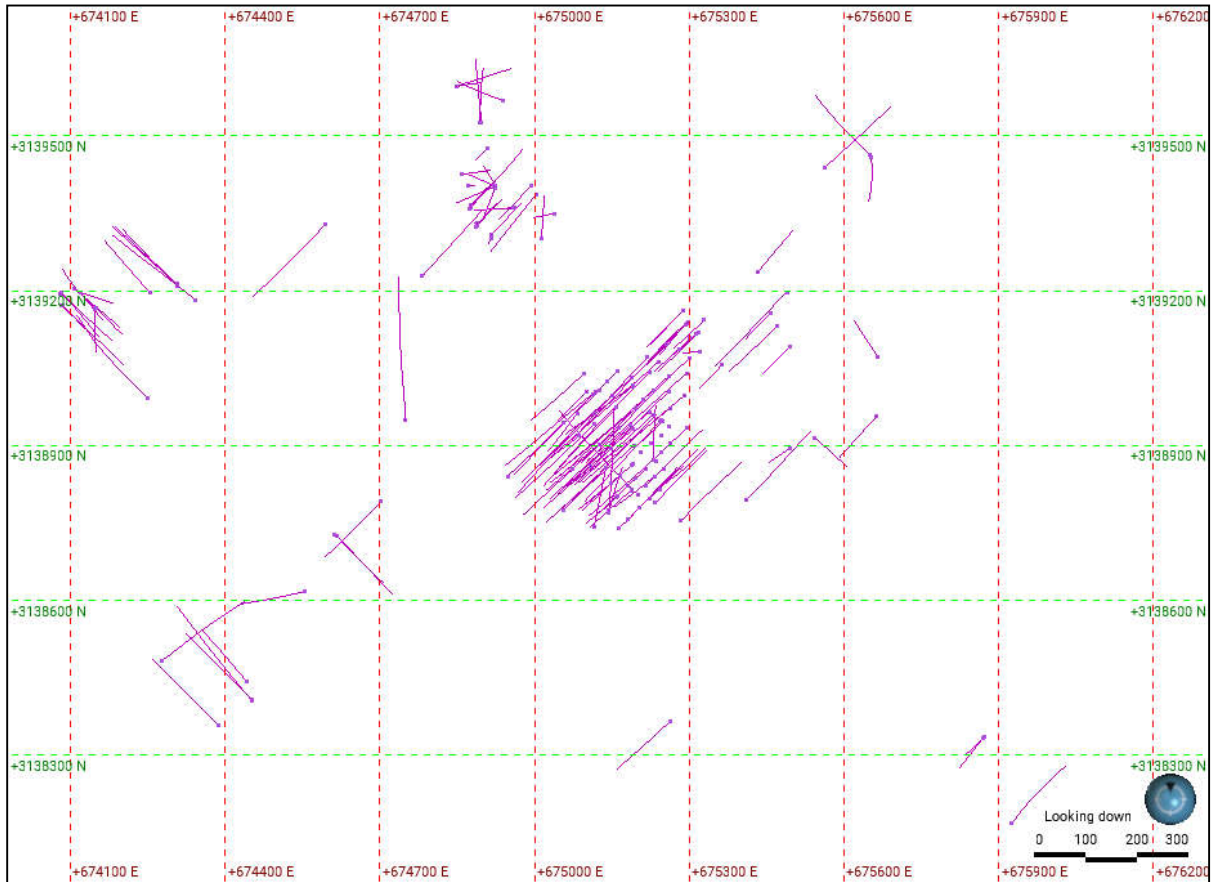 +674100 E +674400 E +674700 E +675000 E +675300 E +675600 E +675900 E +676200
+3139500 N +3139500 N
+3139200 N +3139200 N
+3138900 N +3138900 N
+3138600 N +3138600 N
+3138300 N +3138300 N
Looking down
0 100 200 300
+674100 E +674400 E +674700 E +675000 E +675300 E +675600 E +675900 E +676200